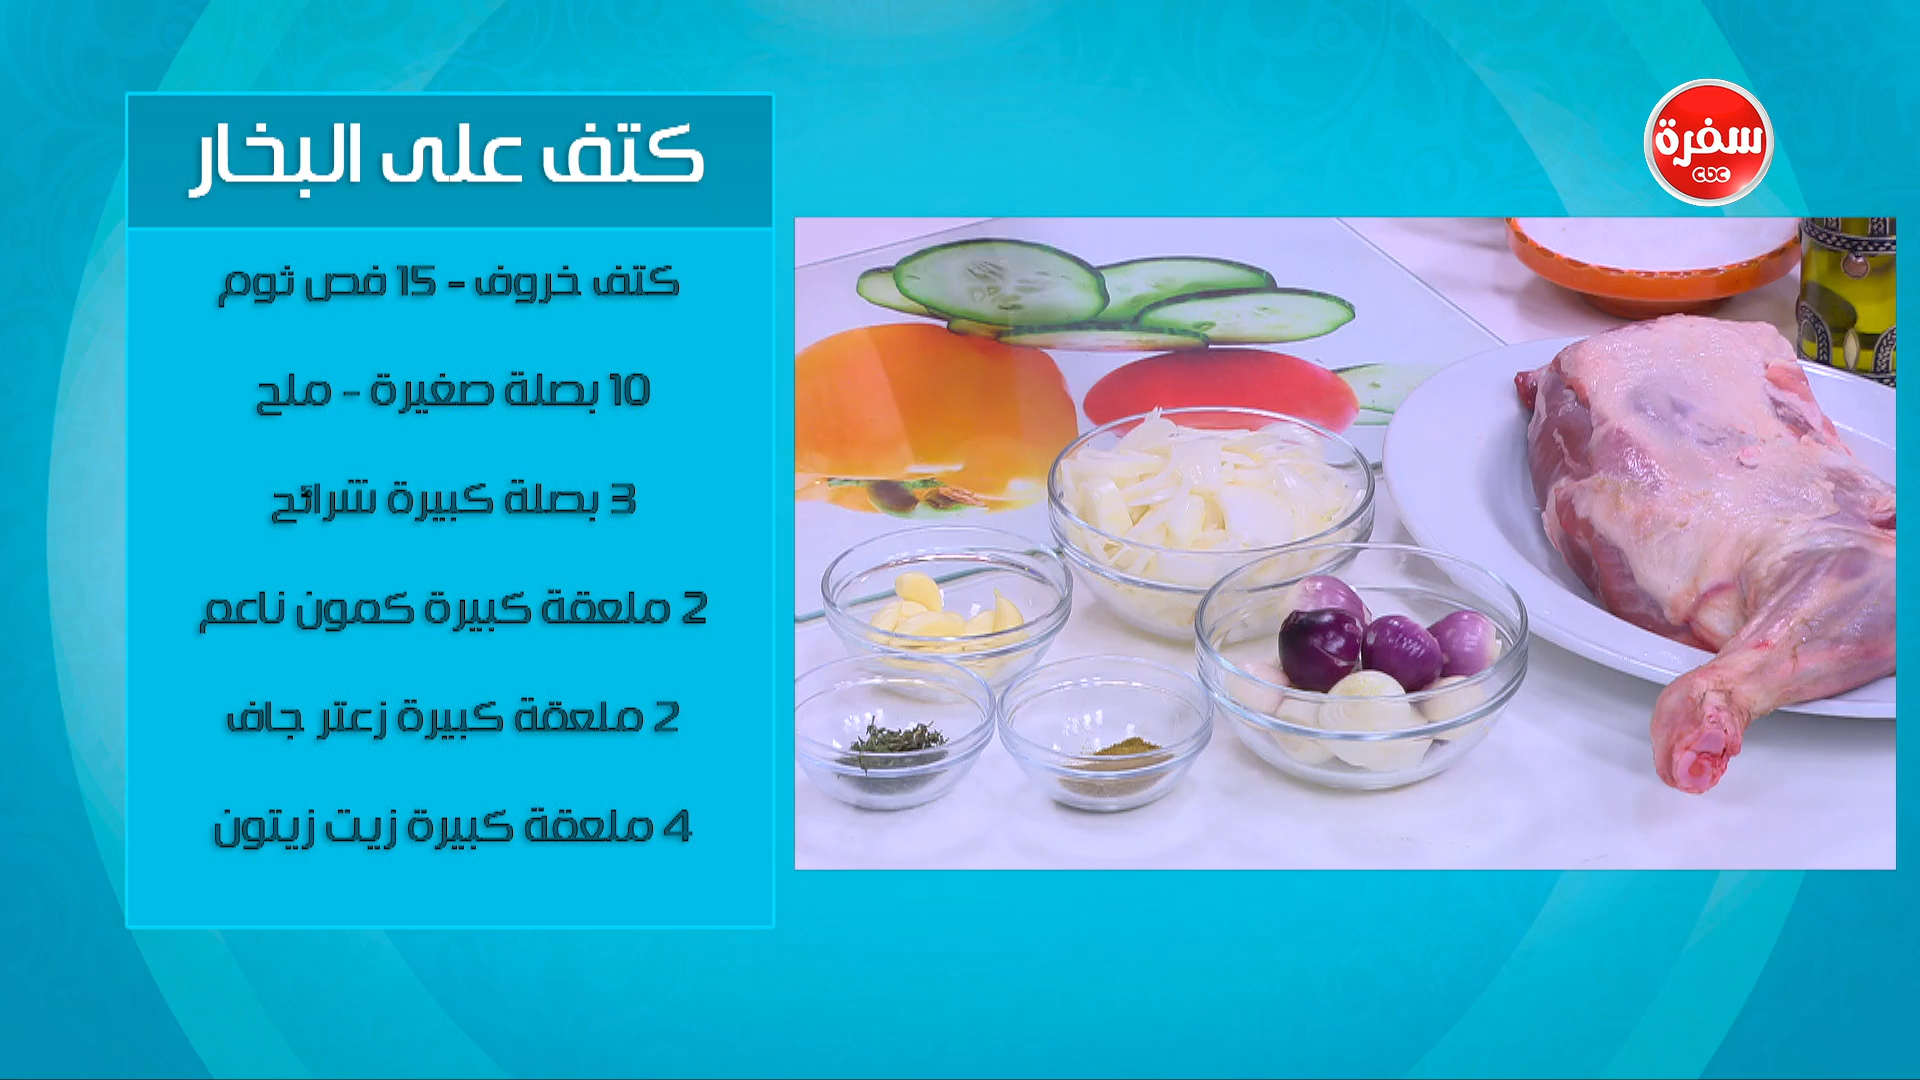 سفرة
cbc
كتف على البخار
كتف خروف - 15 فص ثوم
10 بصلة صغيرة - ملح
3 بصلة كبيرة شرائح
2 ملعقة كبيرة كمون ناعم
2 ملعقة كبيرة زعتر جاف
4 ملعقة كبيرة زيت زيتون